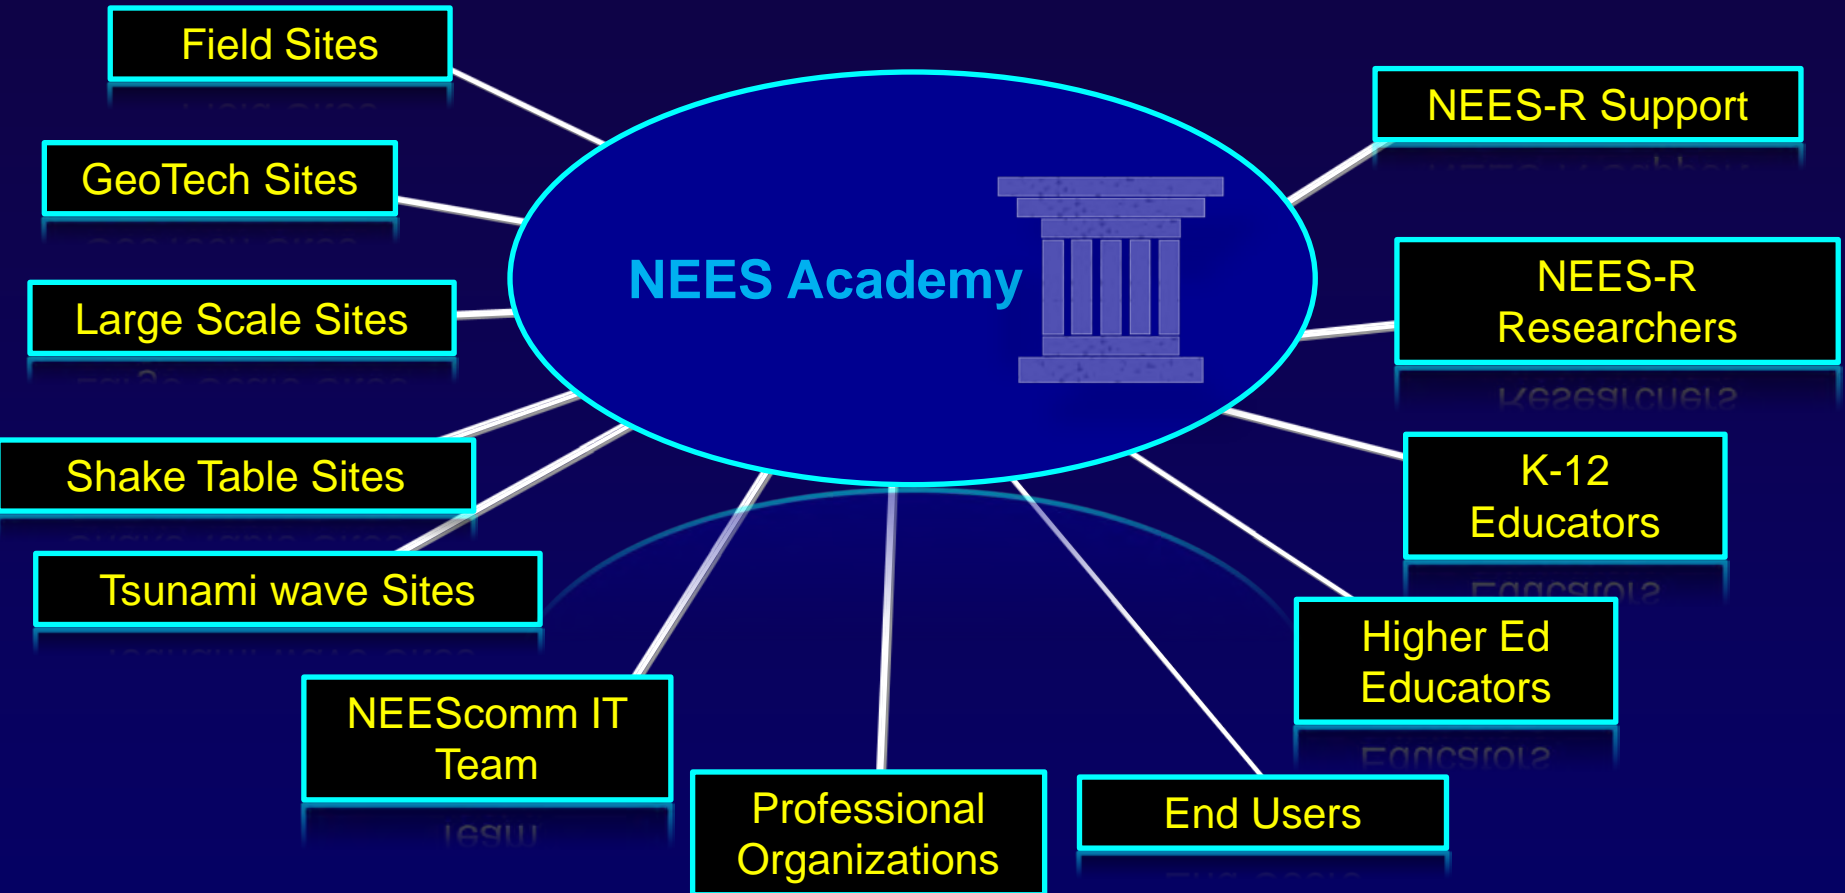 Field Sites
NEES-R Support
GeoTech Sites
NEES Academy
NEES-R
Researchers
Large Scale Sites
Shake Table Sites
K-12
Educators
Tsunami wave Sites
Higher Ed
Educators
NEEScomm IT
Team
Professional
Organizations
End Users